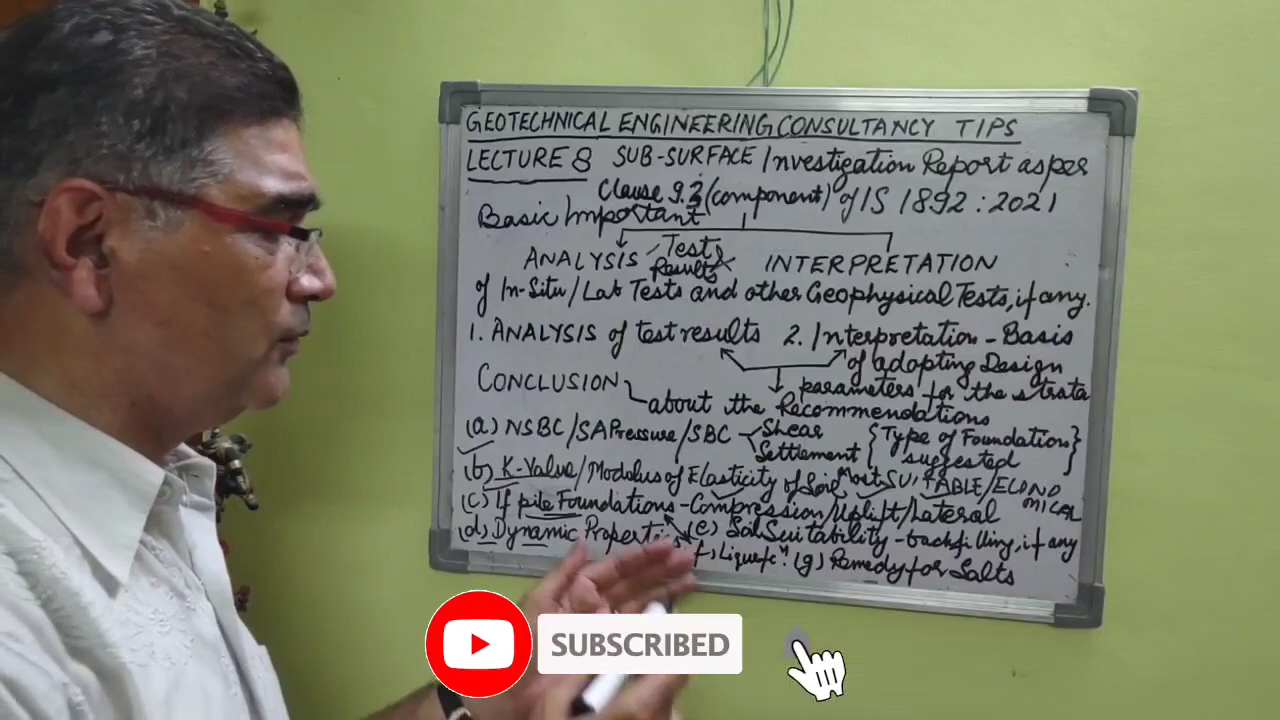 GEOTECHNICAL ENGINEERING CONSULTANCY TIPS
LECTURE 8 SUB-SURFACE Investigation Report as per
Clause 9.2 (component) of IS 1892 : 2021
Basic Important
ANALYSIS Test Results INTERPRETATION
of In-Situ/Lab Tests and other Geophysical Tests, if any.
1. ANALYSIS of test results 2. Interpretation - Basis
of adopting Design
CONCLUSION parameters for the strata
about the Recommendations
(a) NSBC/SA Pressure/SBC Shear Settlement {Type of Foundation suggested}
(b) K-Value/Modolus of Elasticity of Soil Most SUITABLE/ECONOMICAL
(c) If pile Foundations - Compression/Uplift/Lateral
(d) Dynamic Properties (e) Soil Suitability - backfilling, if any
(f) Liquefcn. (g) Remedy for Salts
SUBSCRIBED